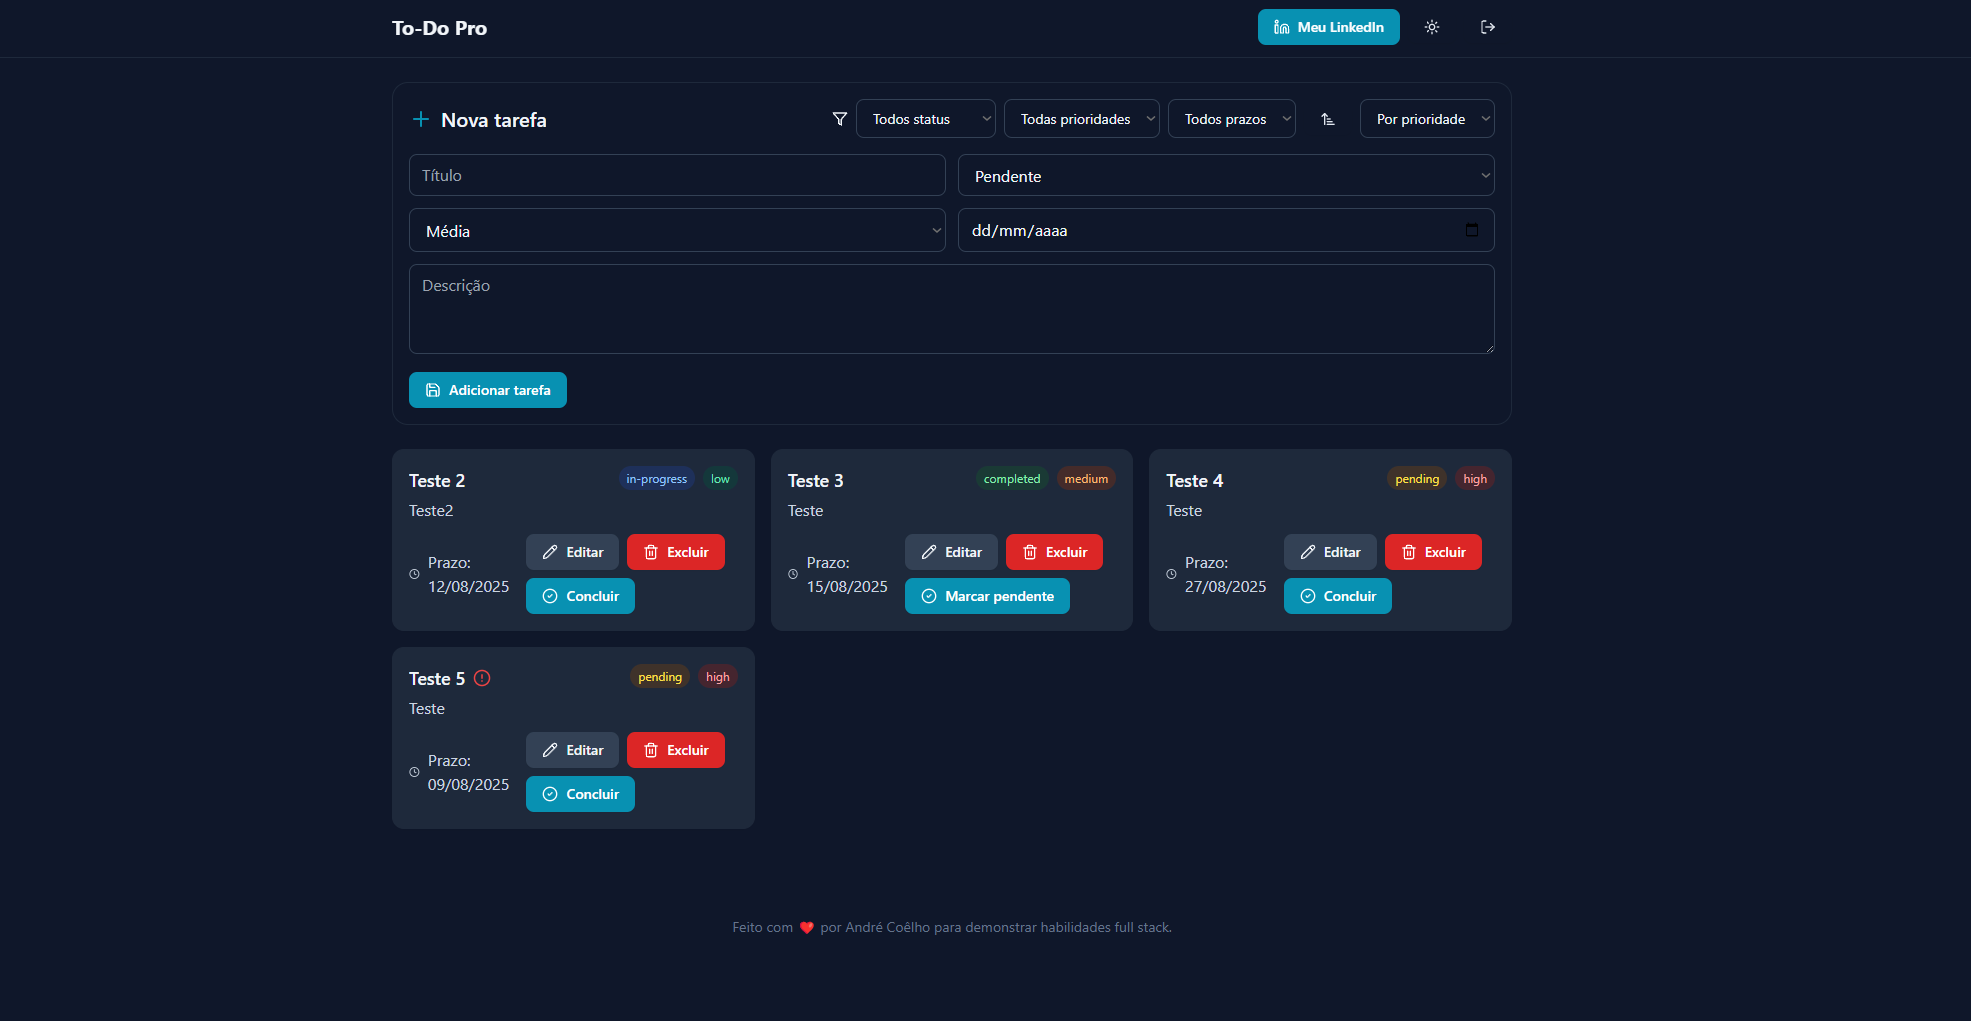 To-Do Pro
Meu LinkedIn
Nova tarefa
Todos status
Todas prioridades
Todos prazos
Por prioridade
Título
Pendente
Média
dd/mm/aaaa
Descrição
Adicionar tarefa
Teste 2
in-progress
low
Teste2
Prazo:
12/08/2025
Editar
Excluir
Concluir
Teste 3
completed
medium
Teste
Prazo:
15/08/2025
Editar
Excluir
Marcar pendente
Teste 4
pending
high
Teste
Prazo:
27/08/2025
Editar
Excluir
Concluir
Teste 5
pending
high
Teste
Prazo:
09/08/2025
Editar
Excluir
Concluir
Feito com ❤️ por André Coêlho para demonstrar habilidades full stack.